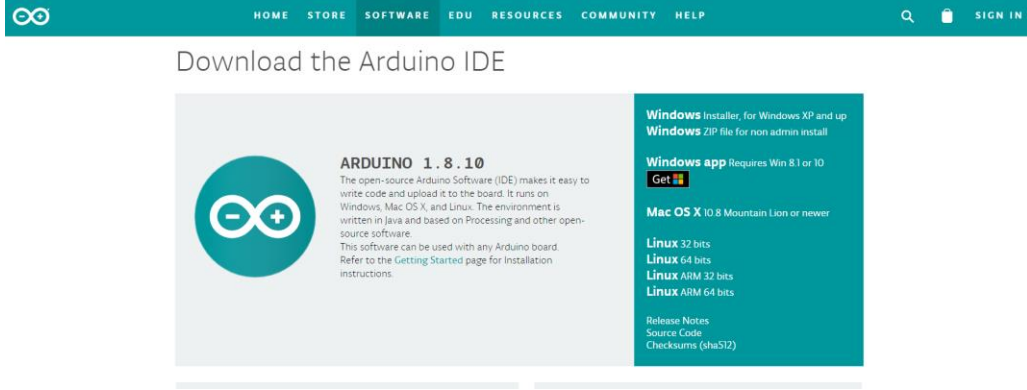 HOME STORE SOFTWARE EDU RESOURCES COMMUNITY HELP SIGN IN
Download the Arduino IDE
ARDUINO 1.8.10
The open-source Arduino Software (IDE) makes it easy to
write code and upload it to the board. It runs on
Windows, Mac OS X, and Linux. The environment is
written in Java and based on Processing and other open-
source software.
This software can be used with any Arduino board.
Refer to the Getting Started page for Installation
instructions.
Windows Installer, for Windows XP and up
Windows ZIP file for non admin install
Windows app Requires Win 8.1 or 10
Get
Mac OS X 10.8 Mountain Lion or newer
Linux 32 bits
Linux 64 bits
Linux ARM 32 bits
Linux ARM 64 bits
Release Notes
Source Code
Checksums (sha512)